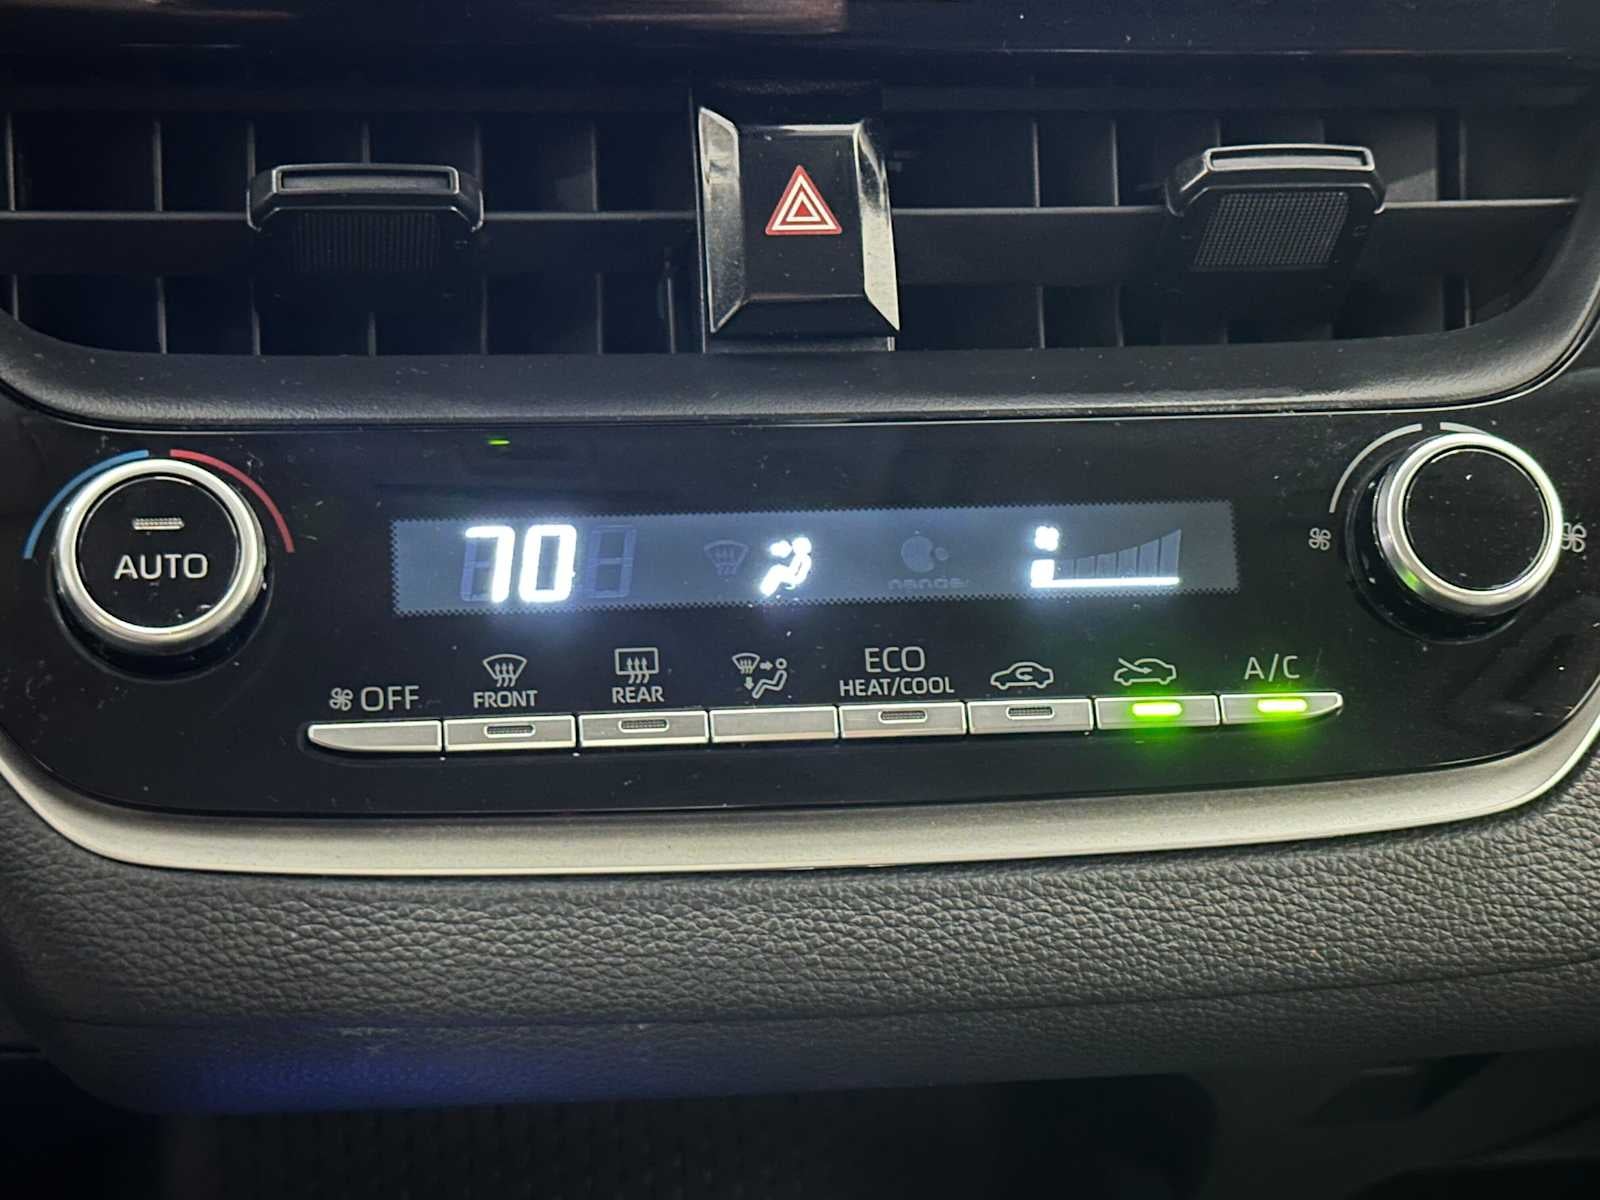 AUTO
70
nanoe
OFF
FRONT
REAR
ECO
HEAT/COOL
A/C